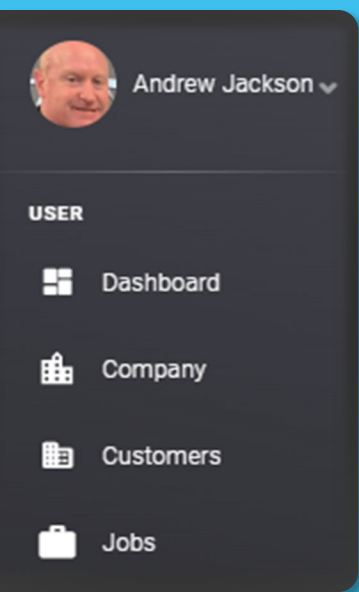 Andrew Jackson
USER
Dashboard
Company
Customers
Jobs